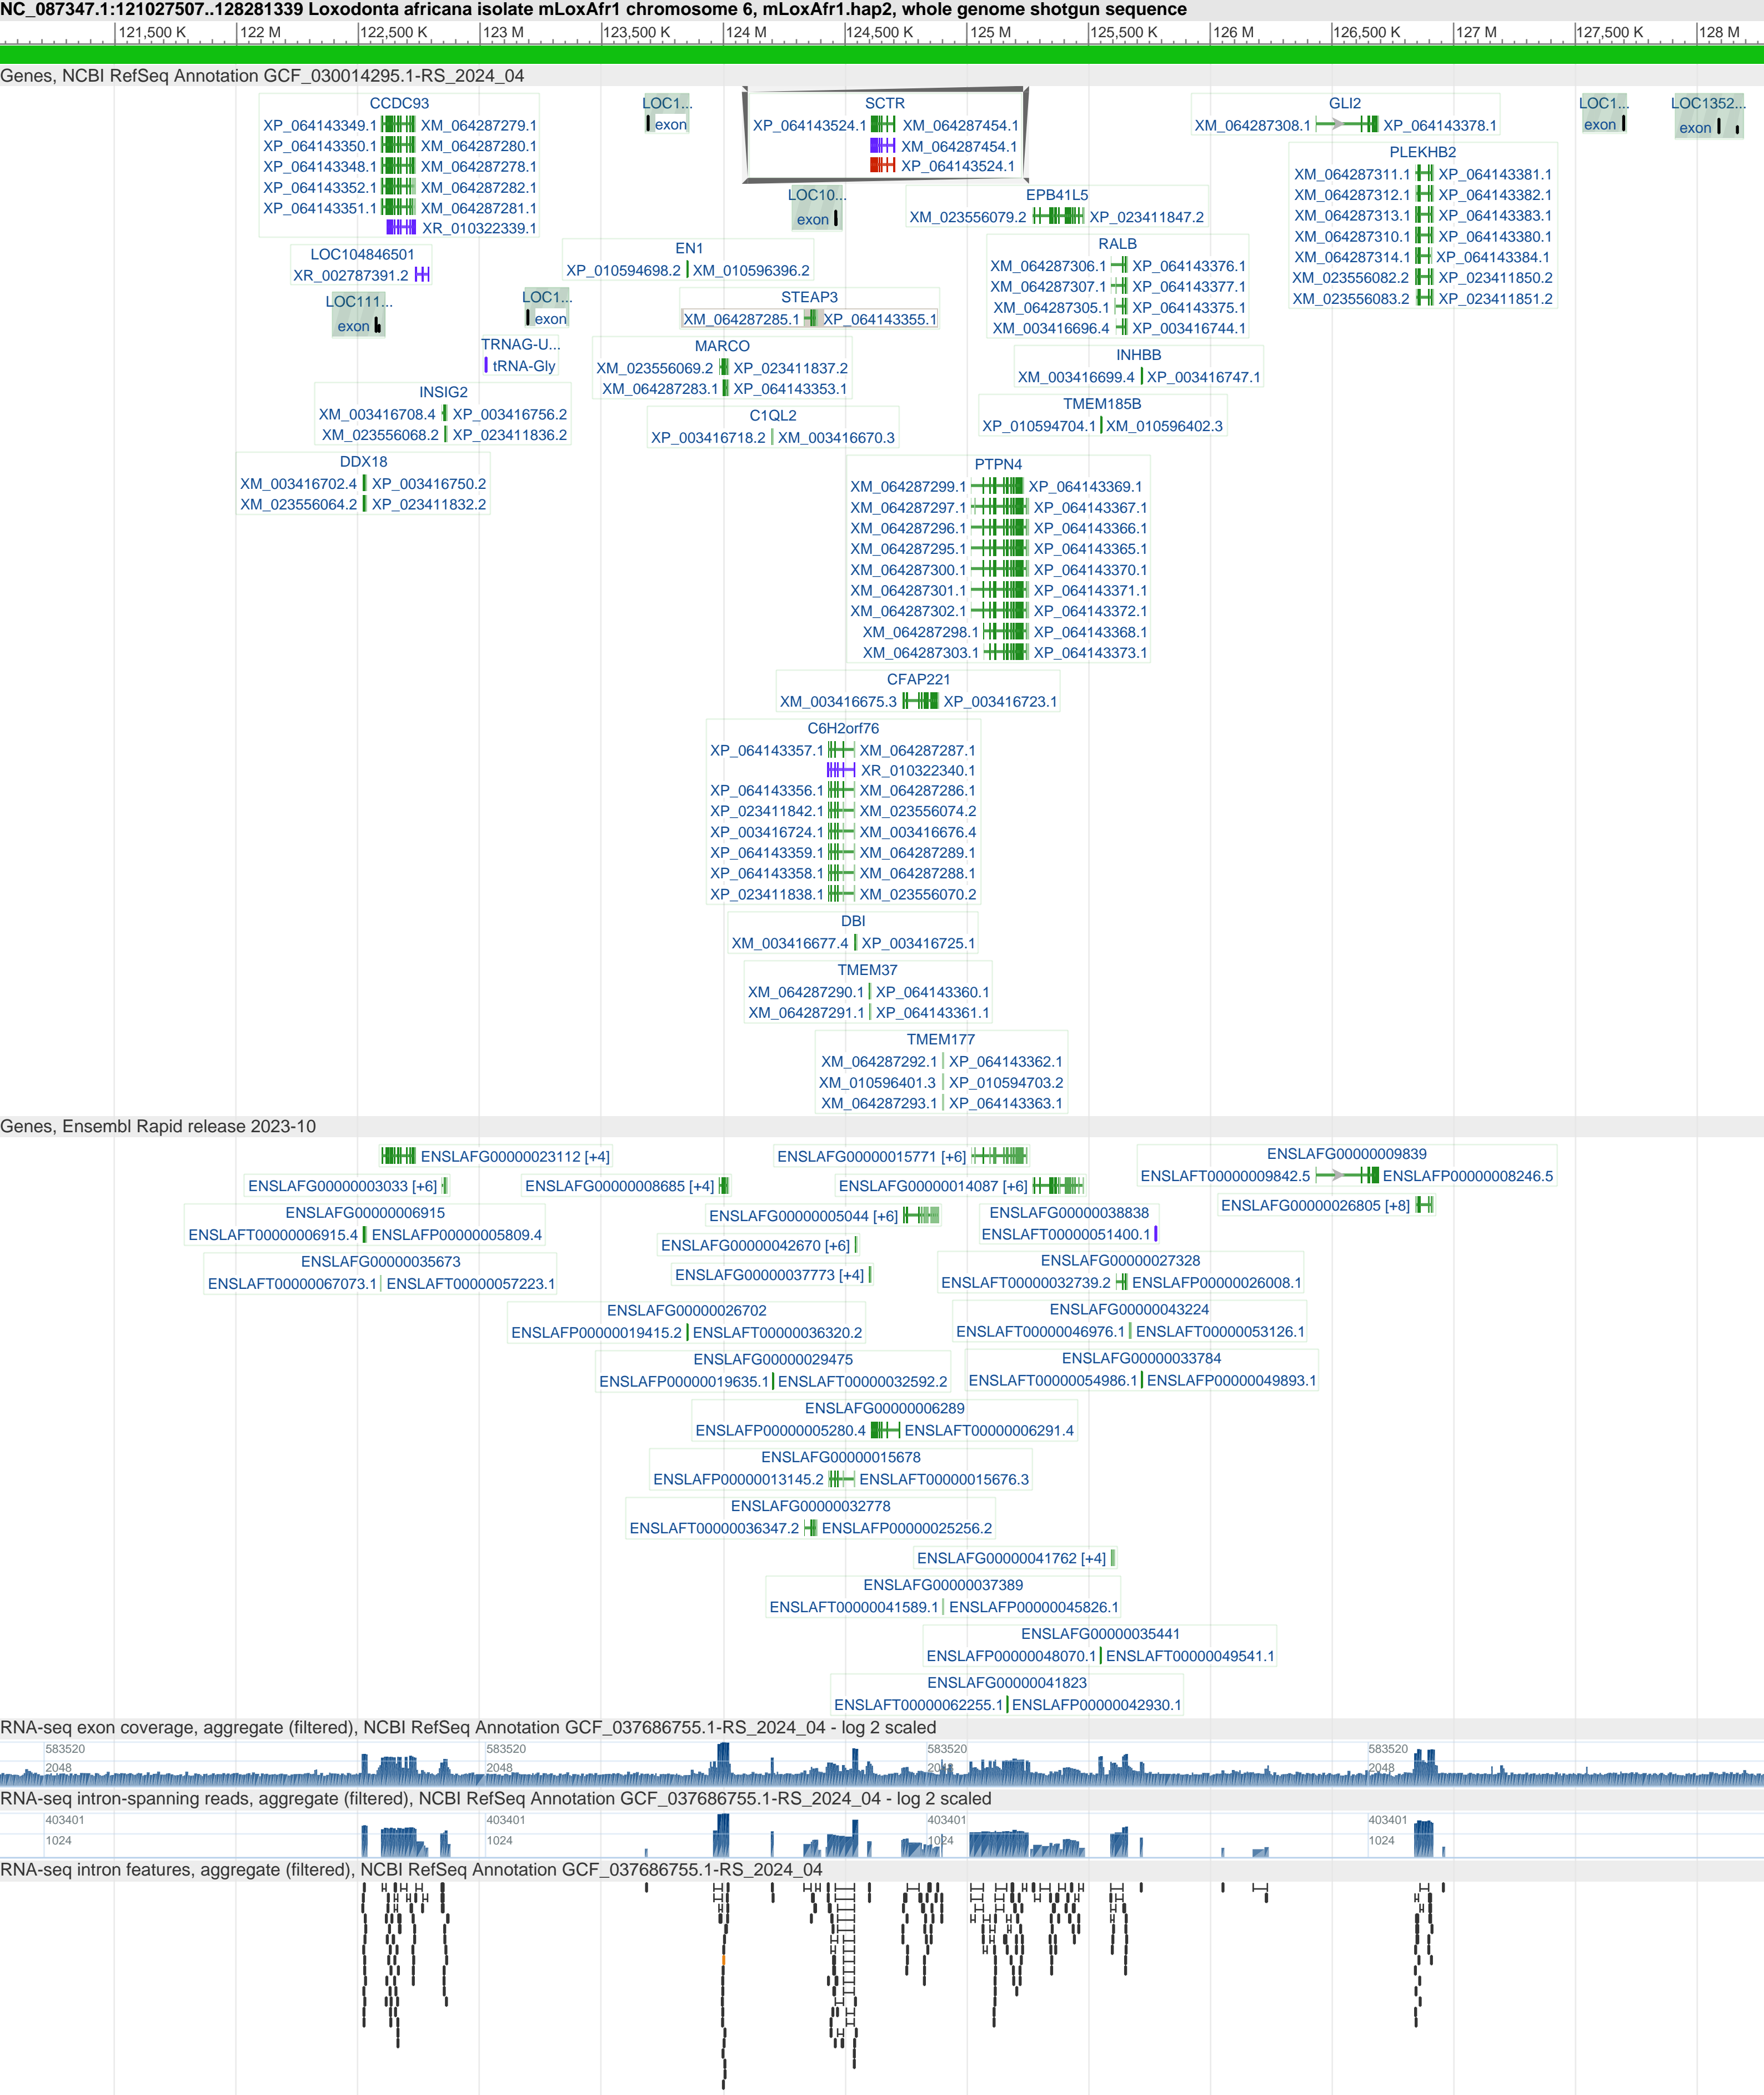 NC_087347.1:121027507..128281339 Loxodonta africana isolate mLoxAfr1 chromosome 6, mLoxAfr1.hap2, whole genome shotgun sequence
121,500 K 122 M 122,500 K 123 M 123,500 K 124 M 124,500 K 125 M 125,500 K 126 M 126,500 K 127 M 127,500 K 128 M
Genes, NCBI RefSeq Annotation GCF_030014295.1-RS_2024_04
CCDC93
XP_064143349.1 XM_064287279.1
XP_064143350.1 XM_064287280.1
XP_064143348.1 XM_064287278.1
XP_064143352.1 XM_064287282.1
XP_064143351.1 XM_064287281.1
XR_010322339.1
LOC104846501
XR_002787391.2
LOC111...
exon
INSIG2
XM_003416708.4 XP_003416756.2
XM_023556068.2 XP_023411836.2
DDX18
XM_003416702.4 XP_003416750.2
XM_023556064.2 XP_023411832.2
LOC1...
exon
TRNAG-U...
tRNA-Gly
LOC1...
exon
EN1
XP_010594698.2 XM_010596396.2
STEAP3
XM_064287285.1 XP_064143355.1
MARCO
XM_023556069.2 XP_023411837.2
XM_064287283.1 XP_064143353.1
C1QL2
XP_003416718.2 XM_003416670.3
SCTR
XP_064143524.1 XM_064287454.1
XM_064287454.1
XP_064143524.1
LOC10...
exon
EPB41L5
XM_023556079.2 XP_023411847.2
RALB
XM_064287306.1 XP_064143376.1
XM_064287307.1 XP_064143377.1
XM_064287305.1 XP_064143375.1
XM_003416696.4 XP_003416744.1
INHBB
XM_003416699.4 XP_003416747.1
TMEM185B
XP_010594704.1 XM_010596402.3
PTPN4
XM_064287299.1 XP_064143369.1
XM_064287297.1 XP_064143367.1
XM_064287296.1 XP_064143366.1
XM_064287295.1 XP_064143365.1
XM_064287300.1 XP_064143370.1
XM_064287301.1 XP_064143371.1
XM_064287302.1 XP_064143372.1
XM_064287298.1 XP_064143368.1
XM_064287303.1 XP_064143373.1
CFAP221
XM_003416675.3 XP_003416723.1
C6H2orf76
XP_064143357.1 XM_064287287.1
XR_010322340.1
XP_064143356.1 XM_064287286.1
XP_023411842.1 XM_023556074.2
XP_003416724.1 XM_003416676.4
XP_064143359.1 XM_064287289.1
XP_064143358.1 XM_064287288.1
XP_023411838.1 XM_023556070.2
DBI
XM_003416677.4 XP_003416725.1
TMEM37
XM_064287290.1 XP_064143360.1
XM_064287291.1 XP_064143361.1
TMEM177
XM_064287292.1 XP_064143362.1
XM_010596401.3 XP_010594703.2
XM_064287293.1 XP_064143363.1
GLI2
XM_064287308.1 XP_064143378.1
PLEKHB2
XM_064287311.1 XP_064143381.1
XM_064287312.1 XP_064143382.1
XM_064287313.1 XP_064143383.1
XM_064287310.1 XP_064143380.1
XM_064287314.1 XP_064143384.1
XM_023556082.2 XP_023411850.2
XM_023556083.2 XP_023411851.2
LOC1...
exon
LOC1352...
exon
Genes, Ensembl Rapid release 2023-10
ENSLAFG00000023112 [+4]
ENSLAFG00000003033 [+6]
ENSLAFG00000006915
ENSLAFT00000006915.4 ENSLAFP00000005809.4
ENSLAFG00000035673
ENSLAFT00000067073.1 ENSLAFT00000057223.1
ENSLAFG00000008685 [+4]
ENSLAFG00000015771 [+6]
ENSLAFG00000014087 [+6]
ENSLAFG00000005044 [+6]
ENSLAFG00000042670 [+6]
ENSLAFG00000037773 [+4]
ENSLAFG00000009839
ENSLAFT00000009842.5 ENSLAFP00000008246.5
ENSLAFG00000026805 [+8]
ENSLAFG00000038838
ENSLAFT00000051400.1
ENSLAFG00000027328
ENSLAFT00000032739.2 ENSLAFP00000026008.1
ENSLAFG00000026702
ENSLAFP00000019415.2 ENSLAFT00000036320.2
ENSLAFG00000043224
ENSLAFT00000046976.1 ENSLAFT00000053126.1
ENSLAFG00000029475
ENSLAFP00000019635.1 ENSLAFT00000032592.2
ENSLAFG00000033784
ENSLAFT00000054986.1 ENSLAFP00000049893.1
ENSLAFG00000006289
ENSLAFP00000005280.4 ENSLAFT00000006291.4
ENSLAFG00000015678
ENSLAFP00000013145.2 ENSLAFT00000015676.3
ENSLAFG00000032778
ENSLAFT00000036347.2 ENSLAFP00000025256.2
ENSLAFG00000041762 [+4]
ENSLAFG00000037389
ENSLAFT00000041589.1 ENSLAFP00000045826.1
ENSLAFG00000035441
ENSLAFP00000048070.1 ENSLAFT00000049541.1
ENSLAFG00000041823
ENSLAFT00000062255.1 ENSLAFP00000042930.1
RNA-seq exon coverage, aggregate (filtered), NCBI RefSeq Annotation GCF_037686755.1-RS_2024_04 - log 2 scaled
583520 583520 583520 583520
2048 2048 2048 2048
RNA-seq intron-spanning reads, aggregate (filtered), NCBI RefSeq Annotation GCF_037686755.1-RS_2024_04 - log 2 scaled
403401 403401 403401 403401
1024 1024 1024 1024
RNA-seq intron features, aggregate (filtered), NCBI RefSeq Annotation GCF_037686755.1-RS_2024_04